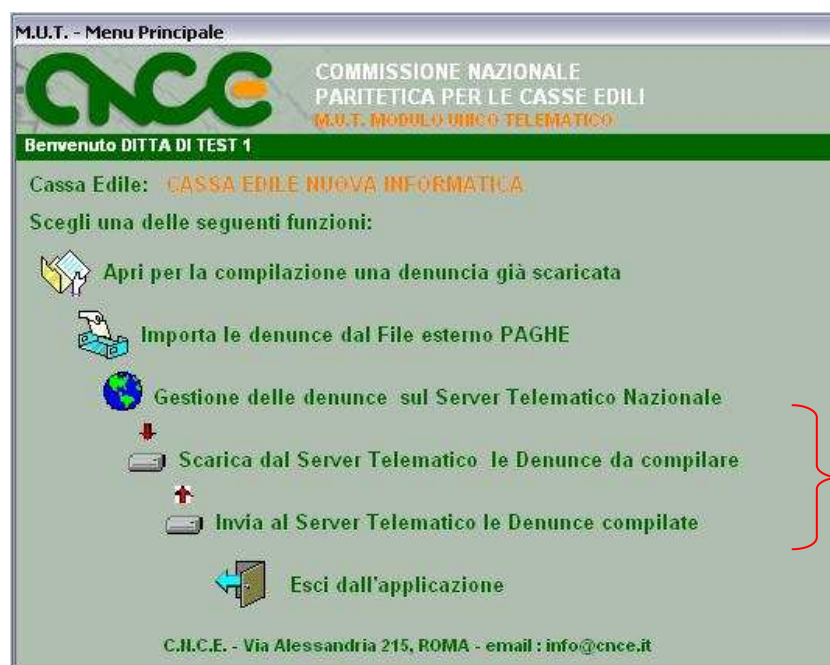 M.U.T. - Menu Principale
CNCE
COMMISSIONE NAZIONALE
PARITETICA PER LE CASSE EDILI
M.U.T. MODULO UNICO TELEMATICO
Benvenuto DITTA DI TEST 1
Cassa Edile: CASSA EDILE NUOVA INFORMATICA
Scegli una delle seguenti funzioni:
Apri per la compilazione una denuncia già scaricata
Importa le denunce dal File esterno PAGHE
Gestione delle denunce sul Server Telematico Nazionale
Scarica dal Server Telematico le Denunce da compilare
Invia al Server Telematico le Denunce compilate
Esci dall'applicazione
C.N.C.E. - Via Alessandria 215, ROMA - email : info@cnce.it